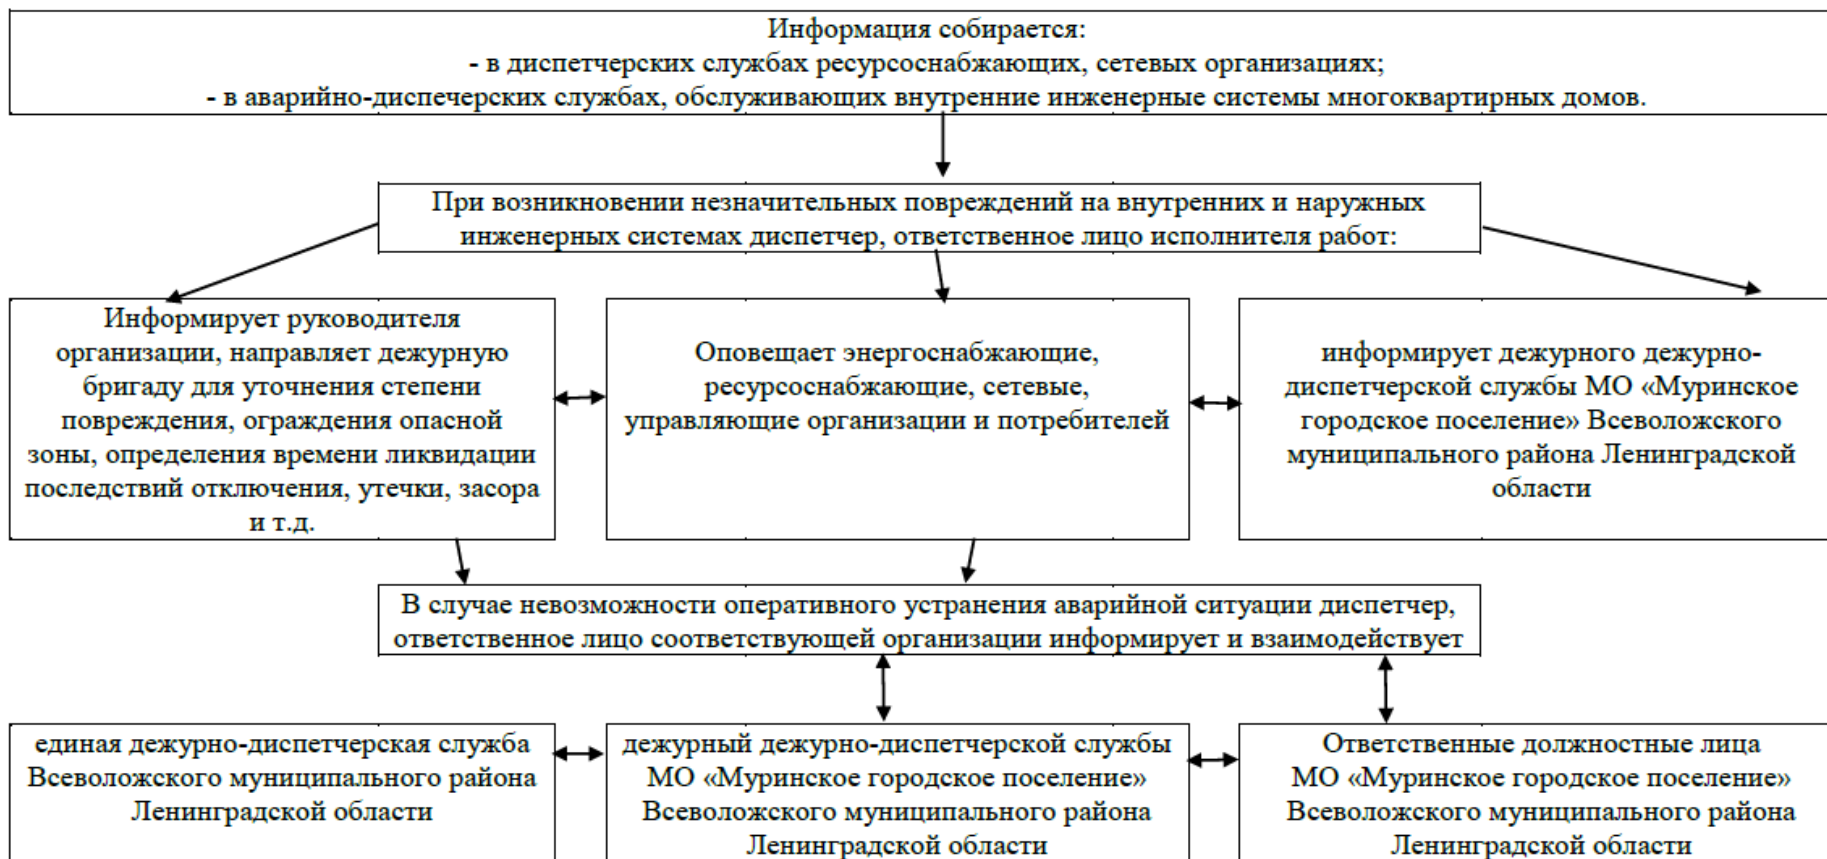 Информация собирается:
- в диспетчерских службах ресурсоснабжающих, сетевых организациях;
- в аварийно-диспечерских службах, обслуживающих внутренние инженерные системы многоквартирных домов.
При возникновении незначительных повреждений на внутренних и наружных
инженерных системах диспетчер, ответственное лицо исполнителя работ:
Информирует руководителя
организации, направляет дежурную
бригаду для уточнения степени
повреждения, ограждения опасной
зоны, определения времени ликвидации
последствий отключения, утечки, засора
и т.д.
Оповещает энергоснабжающие,
ресурсоснабжающие, сетевые,
управляющие организации и потребителей
информирует дежурного дежурно-
диспетчерской службы МО «Муринское
городское поселение» Всеволожского
муниципального района Ленинградской
области
В случае невозможности оперативного устранения аварийной ситуации диспетчер,
ответственное лицо соответствующей организации информирует и взаимодействует
единая дежурно-диспетчерская служба
Всеволожского муниципального района
Ленинградской области
дежурный дежурно-диспетчерской службы
МО «Муринское городское поселение»
Всеволожского муниципального района
Ленинградской области
Ответственные должностные лица
МО «Муринское городское поселение»
Всеволожского муниципального района
Ленинградской области